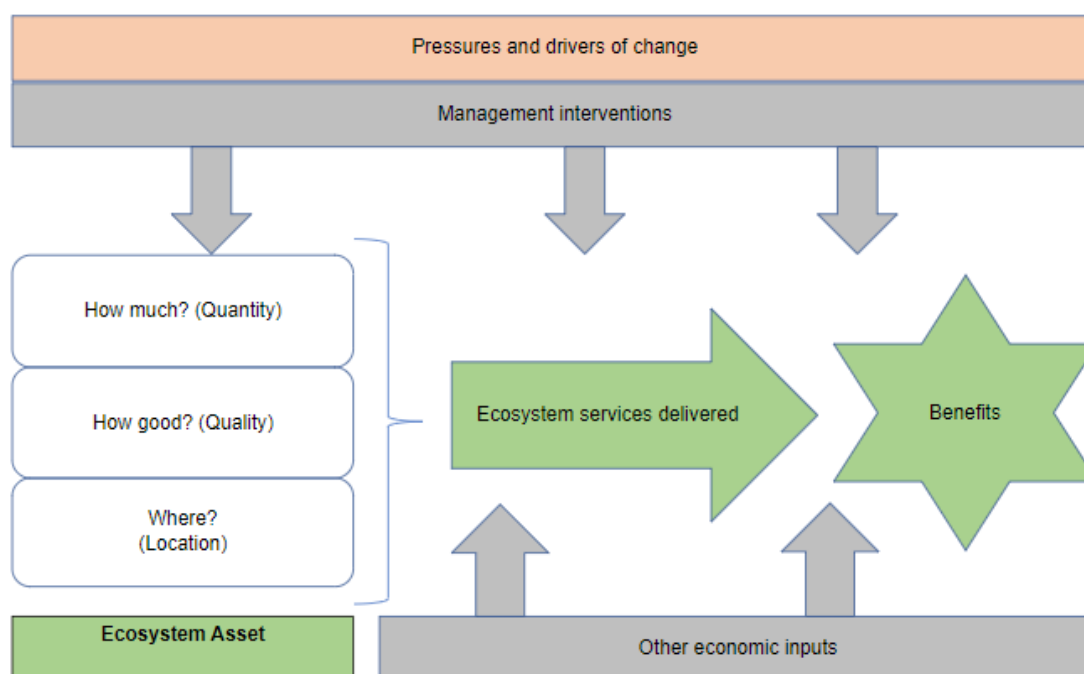 Pressures and drivers of change
Management interventions
How much? (Quantity)
How good? (Quality)
Where?
(Location)
Ecosystem services delivered
Benefits
Ecosystem Asset
Other economic inputs